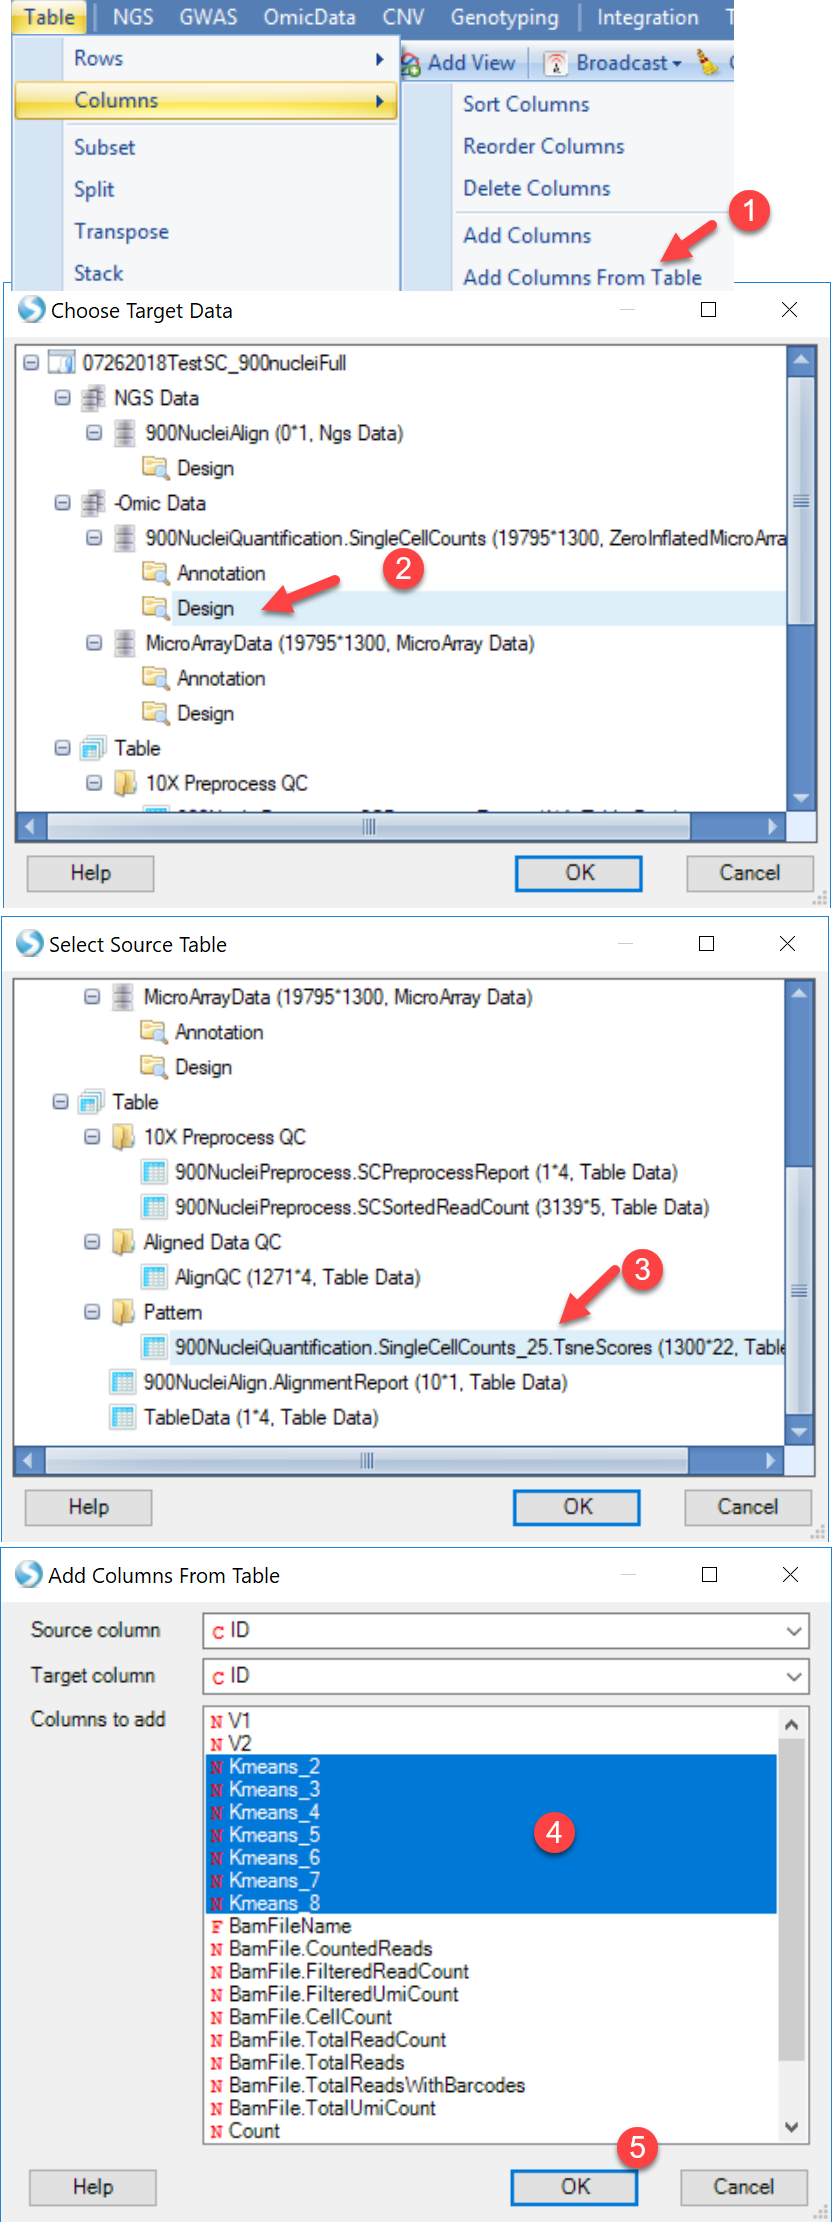 Table NGS GWAS OmicData CNV Genotyping Integration
Rows
Add View Broadcast
Columns
Sort Columns
Subset
Reorder Columns
Split
Delete Columns
1
Transpose
Add Columns
Stack
Add Columns From Table
Choose Target Data
07262018TestSC_900nucleiFull
NGS Data
900NucleiAlign (0*1, Ngs Data)
Design
-Omic Data
900NucleiQuantification.SingleCellCounts (19795*1300, ZeroInflatedMicroArra
Annotation
2
Design
MicroArrayData (19795*1300, MicroArray Data)
Annotation
Design
Table
10X Preprocess QC
Help OK Cancel
Select Source Table
MicroArrayData (19795*1300, MicroArray Data)
Annotation
Design
Table
10X Preprocess QC
900NucleiPreprocess.SCPreprocessReport (1*4, Table Data)
900NucleiPreprocess.SCSortedReadCount (3139*5, Table Data)
Aligned Data QC
AlignQC (1271*4, Table Data)
3
Pattern
900NucleiQuantification.SingleCellCounts_25.TsneScores (1300*22, Table
900NucleiAlign.AlignmentReport (10*1, Table Data)
TableData (1*4, Table Data)
Help OK Cancel
Add Columns From Table
Source column C ID
Target column C ID
Columns to add
N V1
N V2
N Kmeans_2
N Kmeans_3
N Kmeans_4
N Kmeans_5
4
N Kmeans_6
N Kmeans_7
N Kmeans_8
F BamFileName
N BamFile.CountedReads
N BamFile.FilteredReadCount
N BamFile.FilteredUmiCount
N BamFile.CellCount
N BamFile.TotalReadCount
N BamFile.TotalReads
N BamFile.TotalReadsWithBarcodes
N BamFile.TotalUmiCount
N Count
5
Help OK Cancel